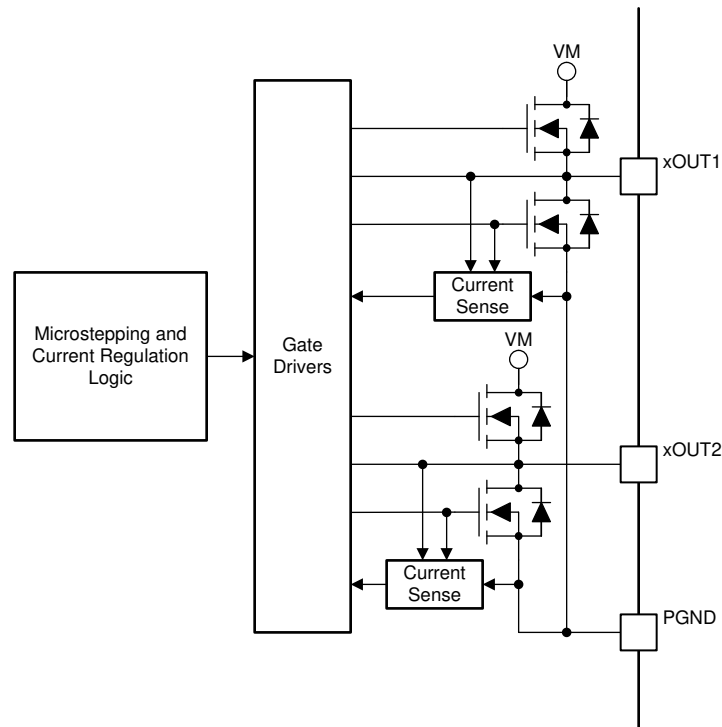 VM
xOUT1
Current
Sense
Microstepping and
Current Regulation
Logic
Gate
Drivers
VM
xOUT2
Current
Sense
PGND